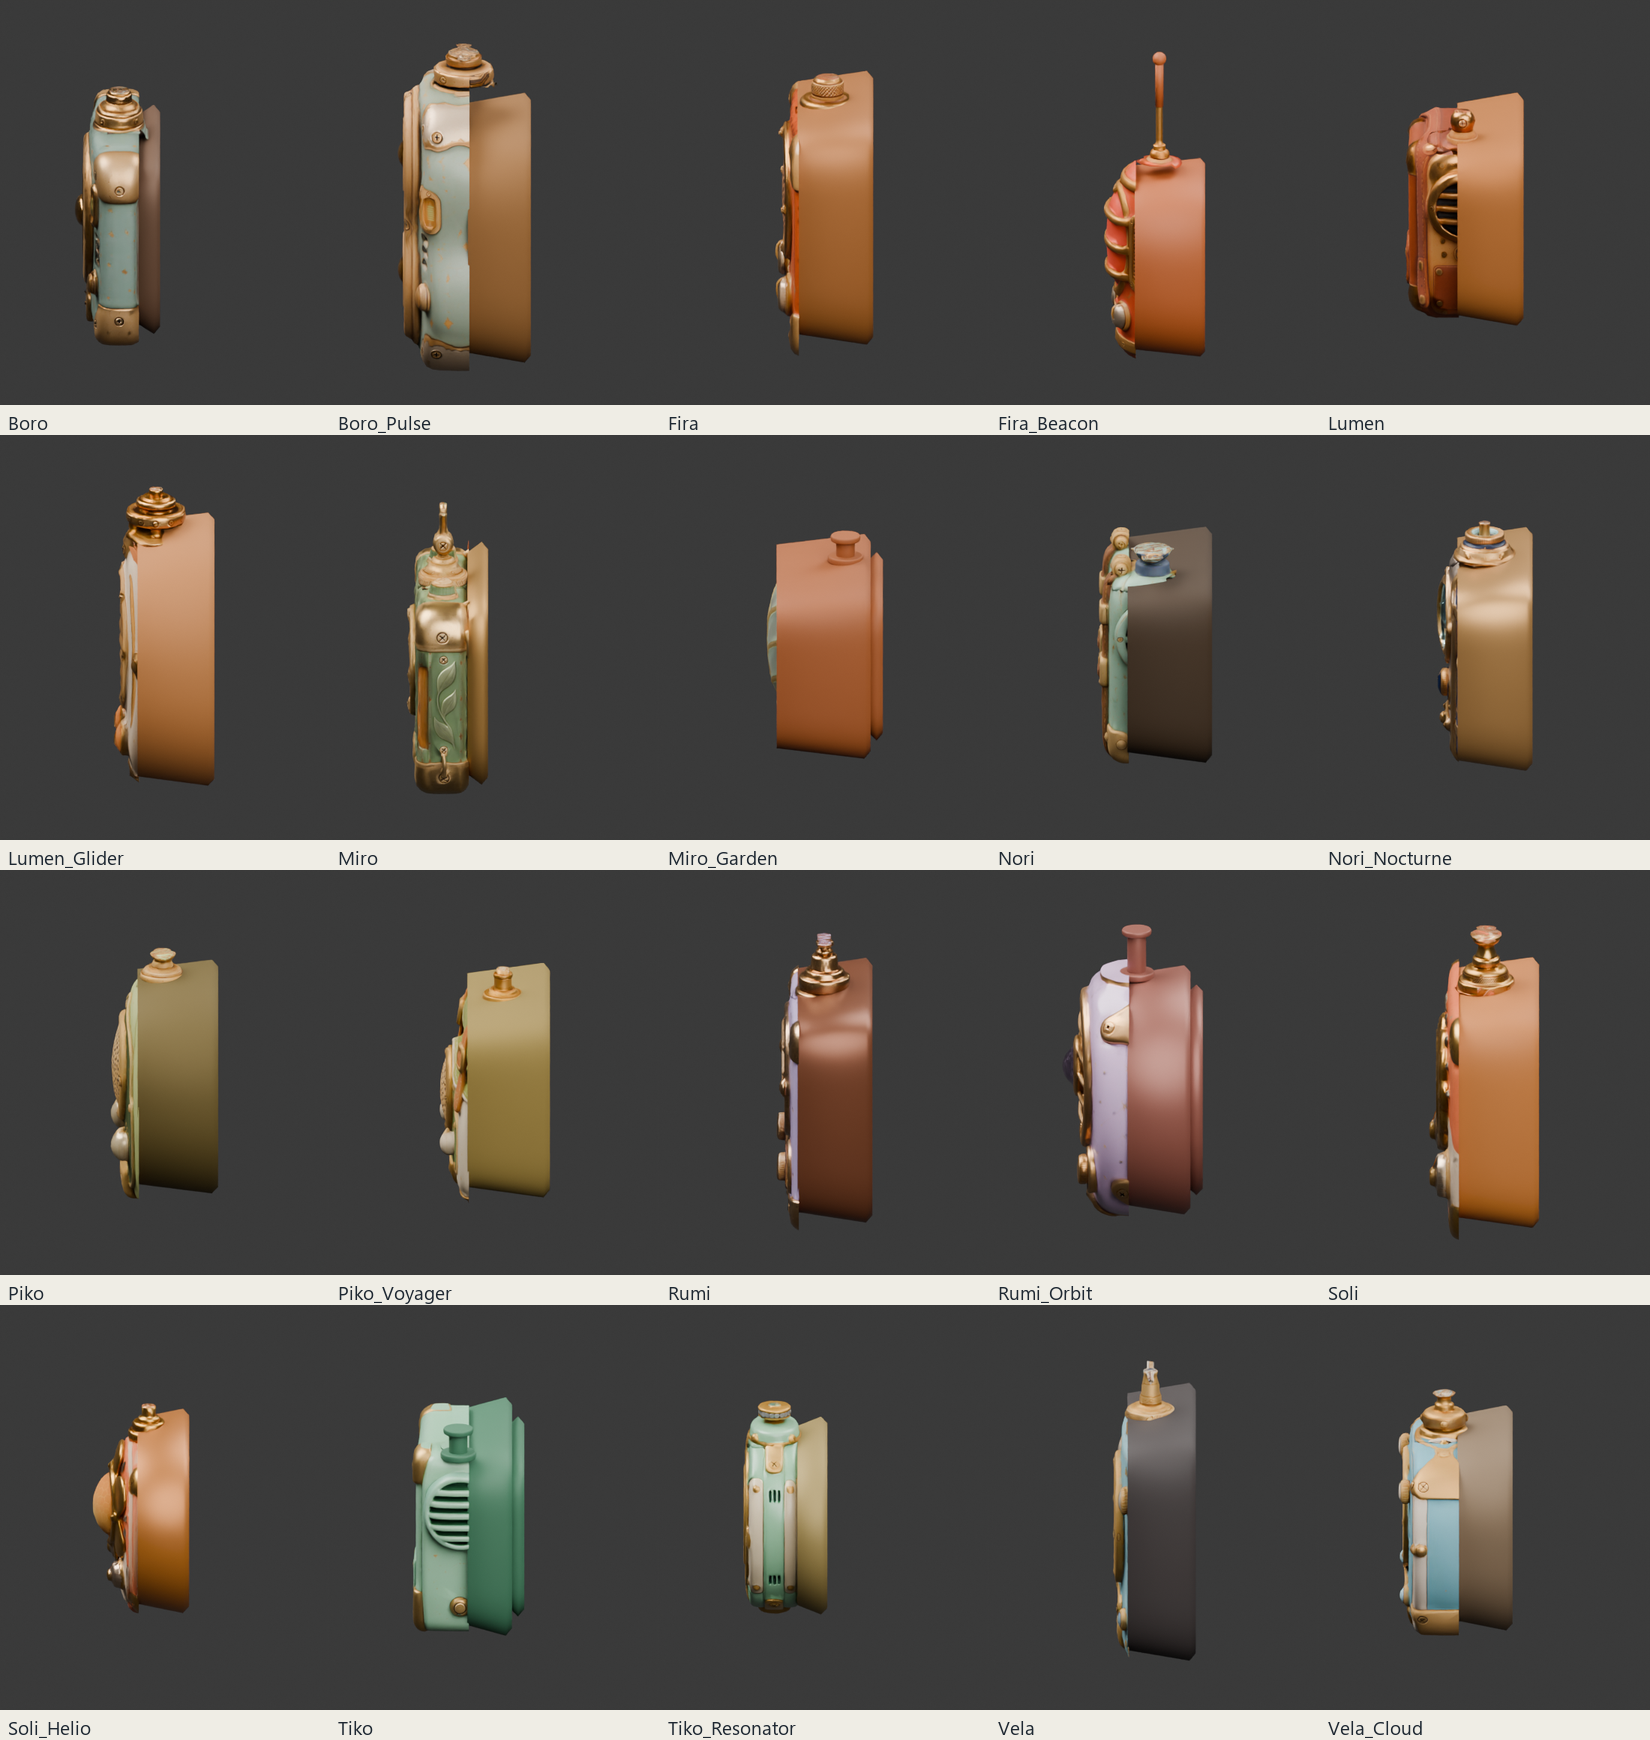 Boro
Boro_Pulse
Fira
Fira_Beacon
Lumen
Lumen_Glider
Miro
Miro_Garden
Nori
Nori_Nocturne
Piko
Piko_Voyager
Rumi
Rumi_Orbit
Soli
Soli_Helio
Tiko
Tiko_Resonator
Vela
Vela_Cloud